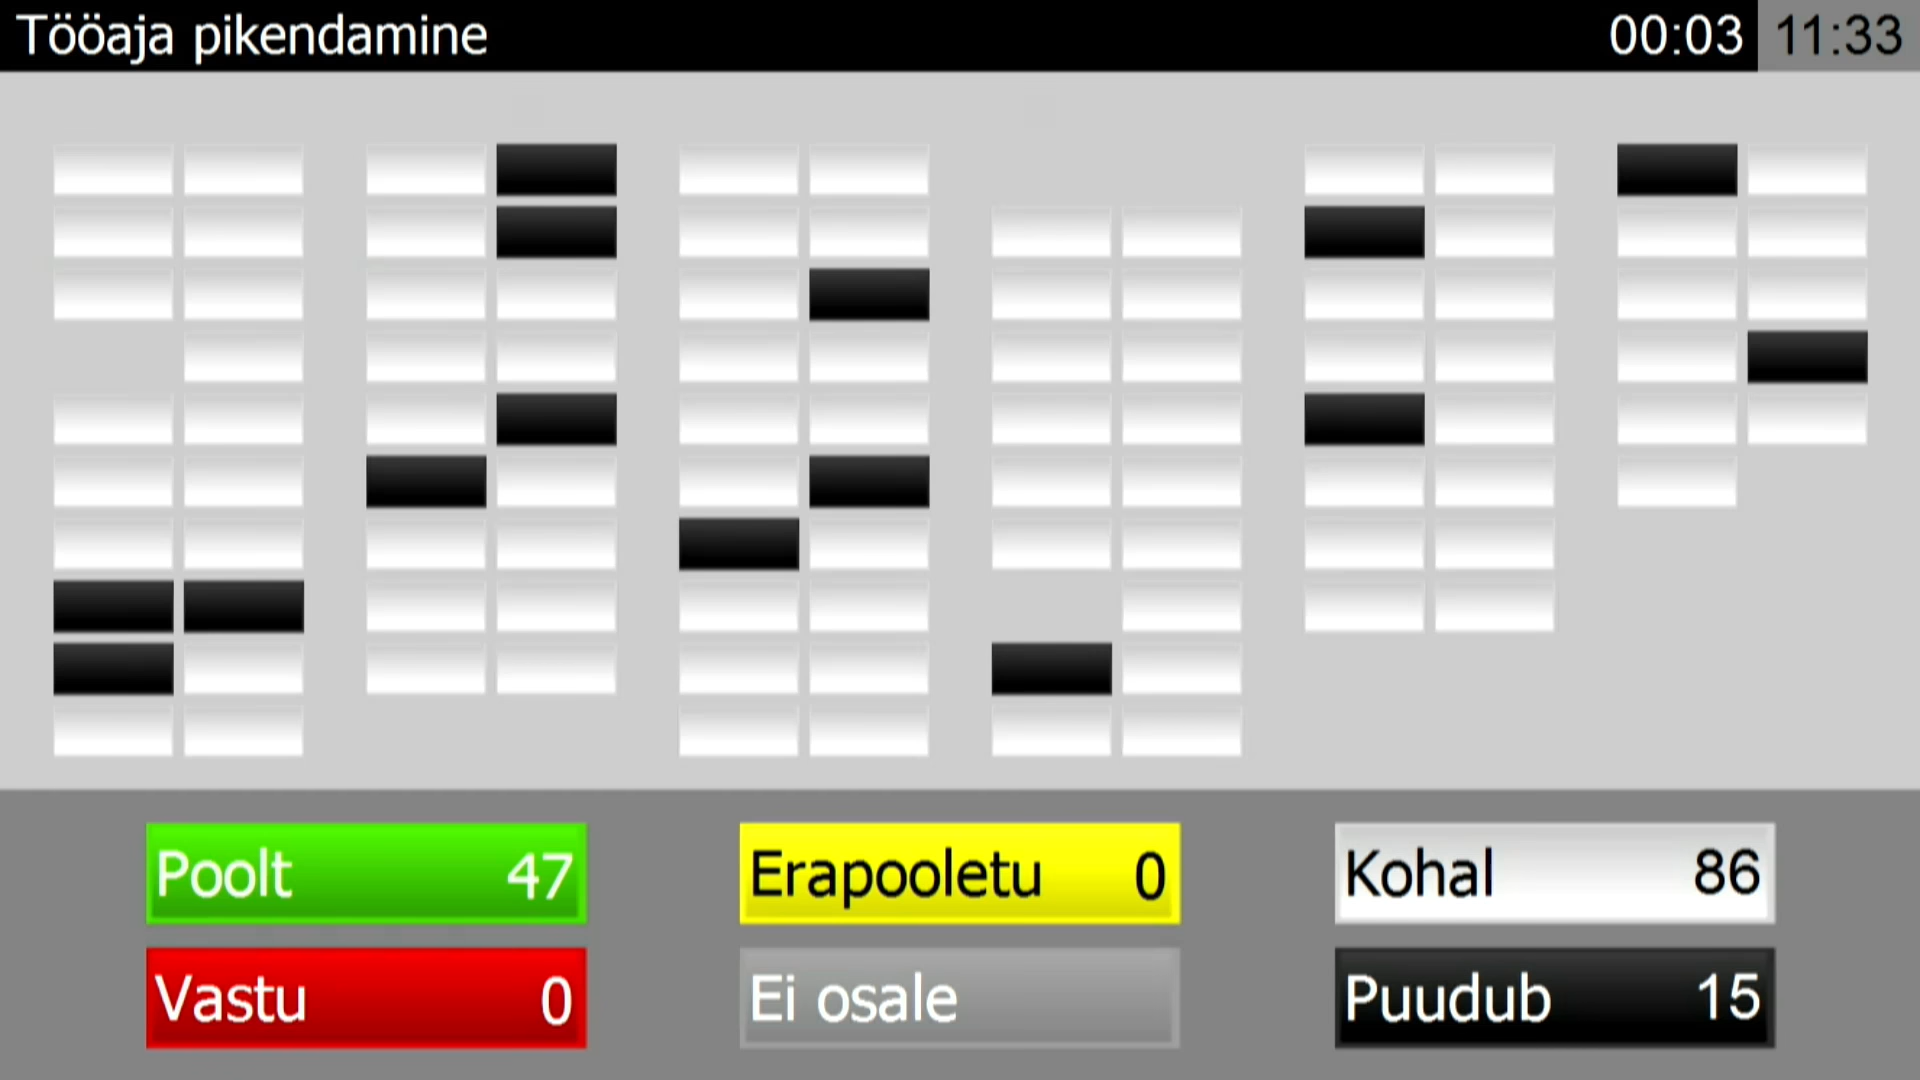 Tööaja pikendamine 00:03 11:33
Poolt 47 Erapooletu 0 Kohal 86
Vastu 0 Ei osale Puudub 15